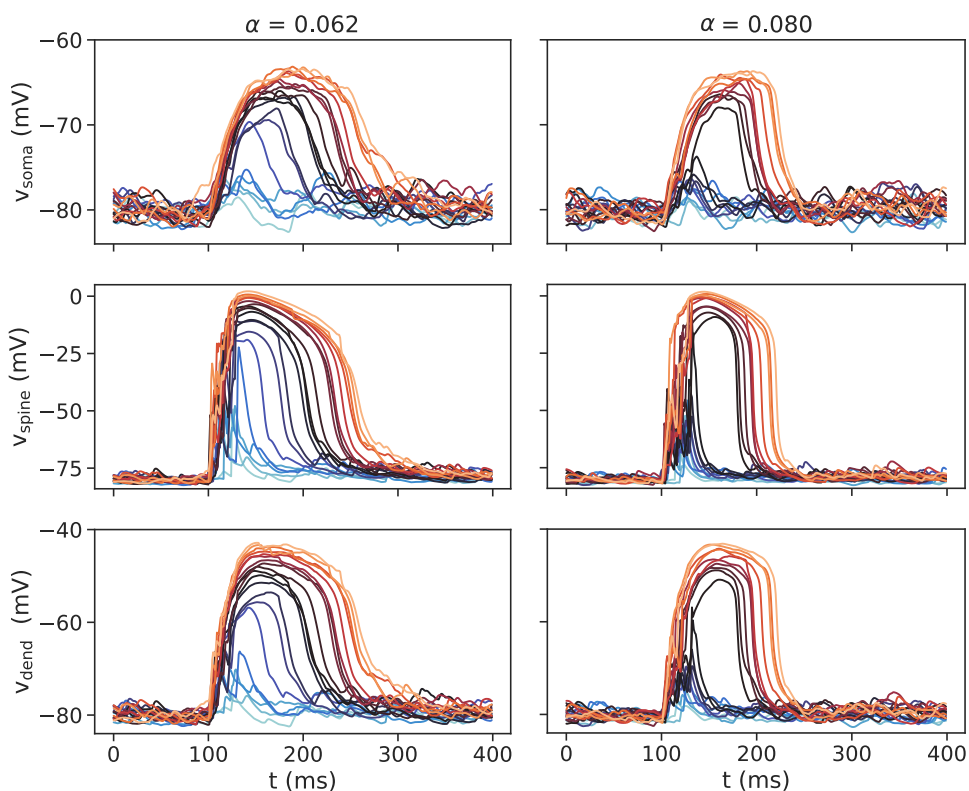 α = 0.062
α = 0.080
−60
−70
−80
v_soma (mV)
0
−25
−50
−75
v_spine (mV)
−40
−60
−80
v_dend (mV)
0 100 200 300 400
0 100 200 300 400
t (ms)
t (ms)